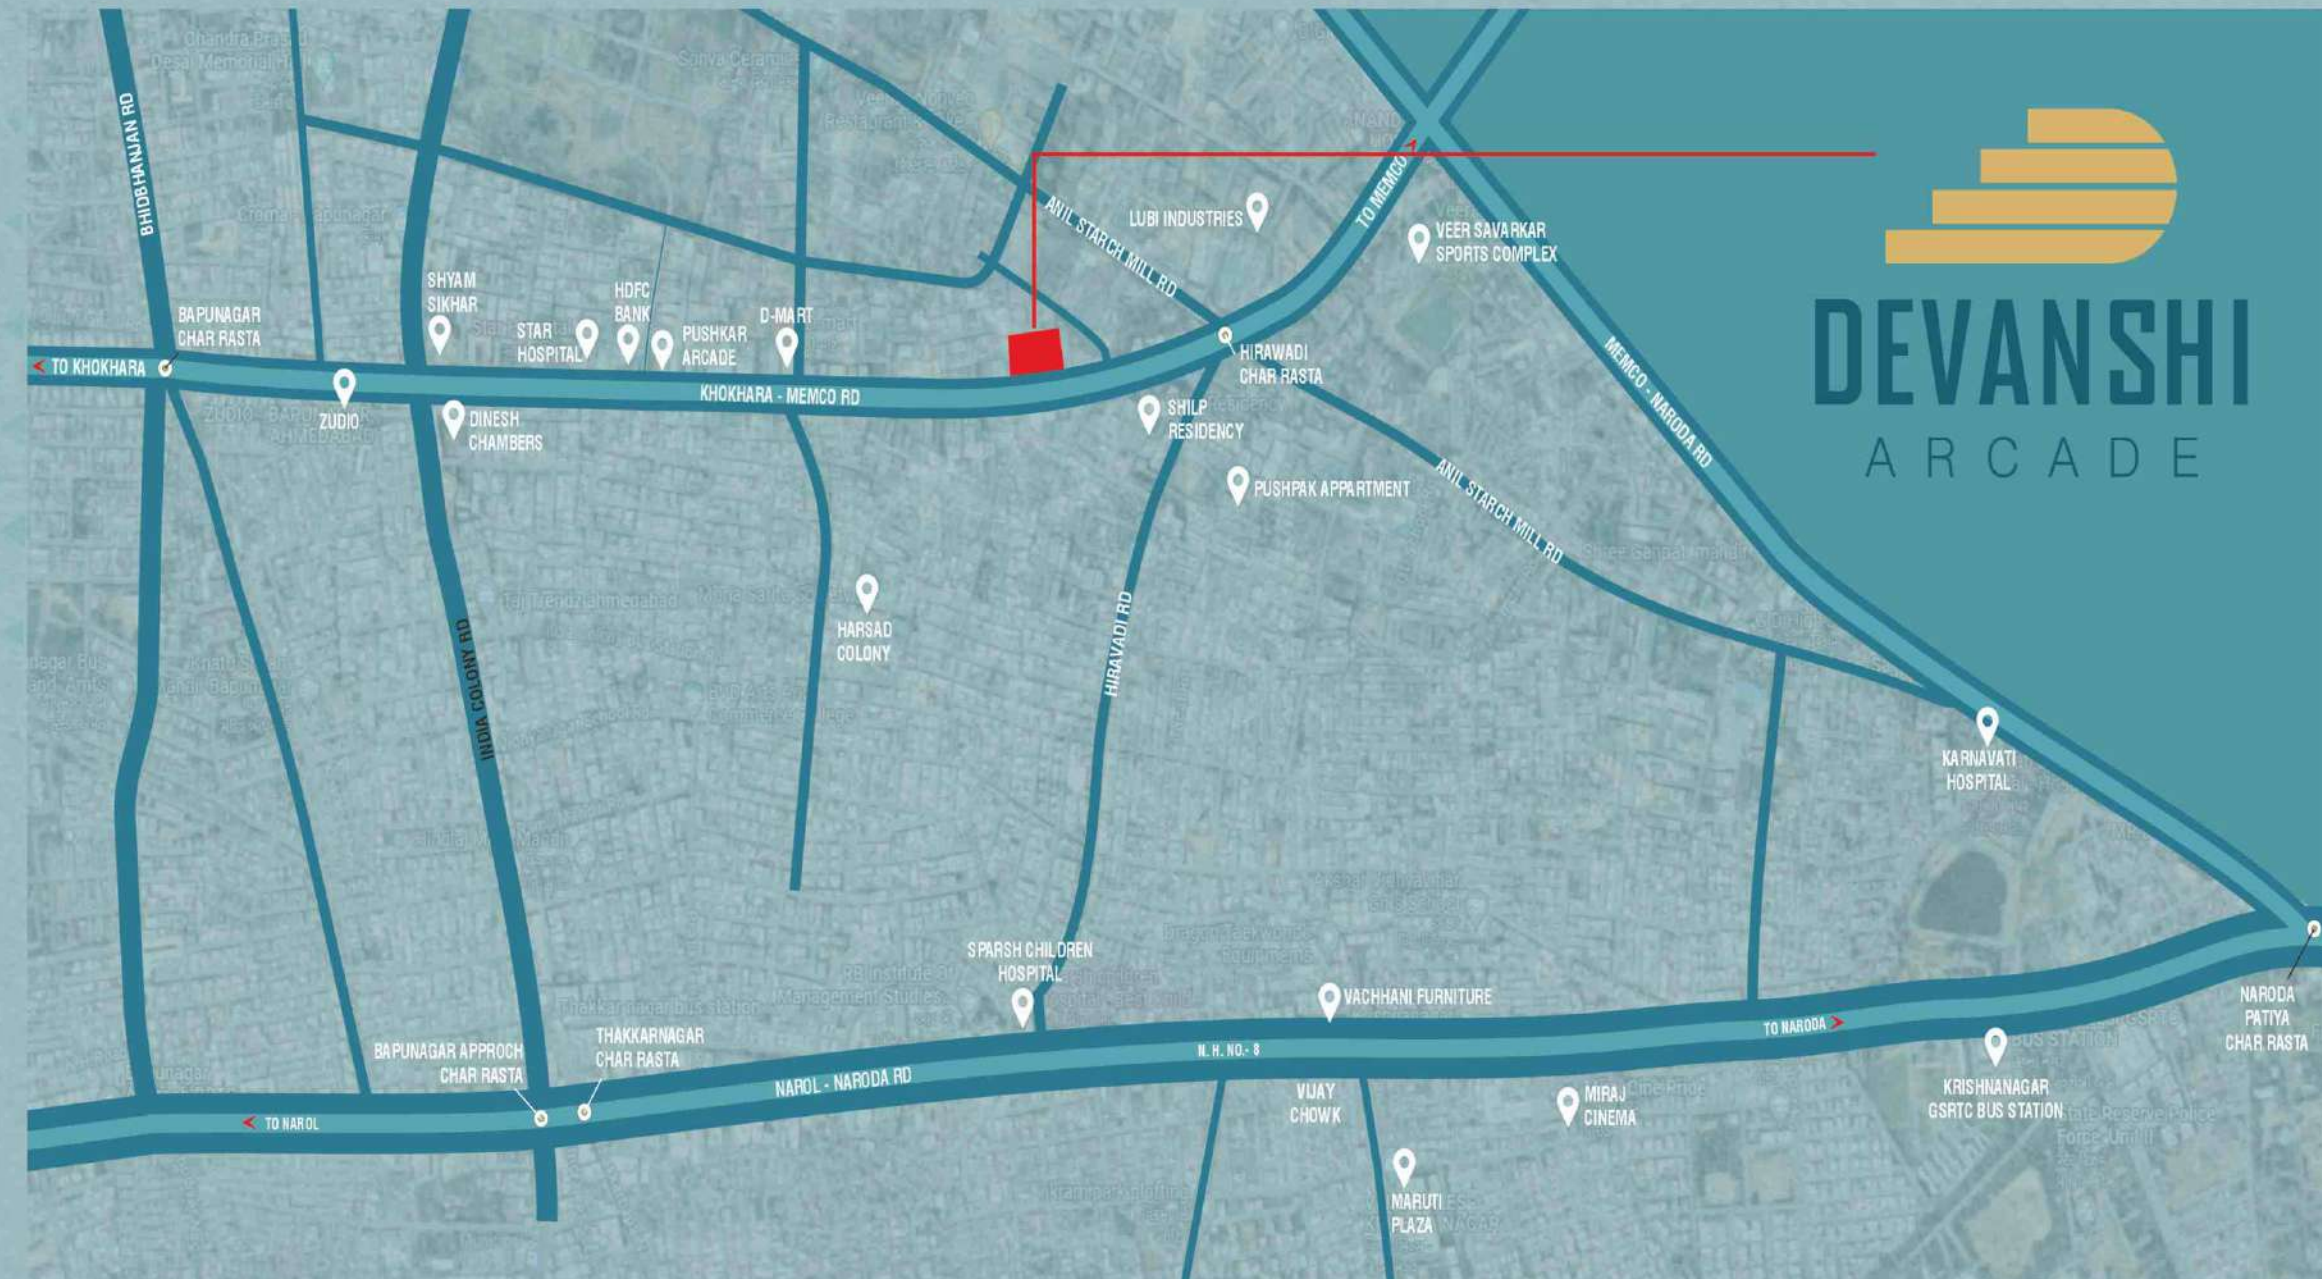 BHIDBHANJAN RD
BAPUNAGAR
CHAR RASTA
TO KHOKHARA
ZUDIO
SHYAM
SIKHAR
DINESH
CHAMBERS
STAR
HOSPITAL
HDFC
BANK
PUSHKAR
ARCADE
D-MART
KHOKHARA - MEMCO RD
ANIL STARCH MILL RD
LUBI INDUSTRIES
TO MEMCO
VEER SAVARKAR
SPORTS COMPLEX
HIRAWADI
CHAR RASTA
SHILP
RESIDENCY
PUSHPAK APPARTMENT
ANIL STARCH MILL RD
MEMCO - NARODA RD
DEVANSHI
ARCADE
INDIA COLONY RD
HARSAD
COLONY
HIRAVADI RD
KARNAVATI
HOSPITAL
SPARSH CHILDREN
HOSPITAL
VACHHANI FURNITURE
BAPUNAGAR APPROCH
CHAR RASTA
THAKKARNAGAR
CHAR RASTA
TO NAROL
NAROL - NARODA RD
N. H. NO.- 8
TO NARODA
VIJAY
CHOWK
MIRAJ
CINEMA
MARUTI
PLAZA
KRISHNANAGAR
GSRTC BUS STATION
NARODA
PATIYA
CHAR RASTA